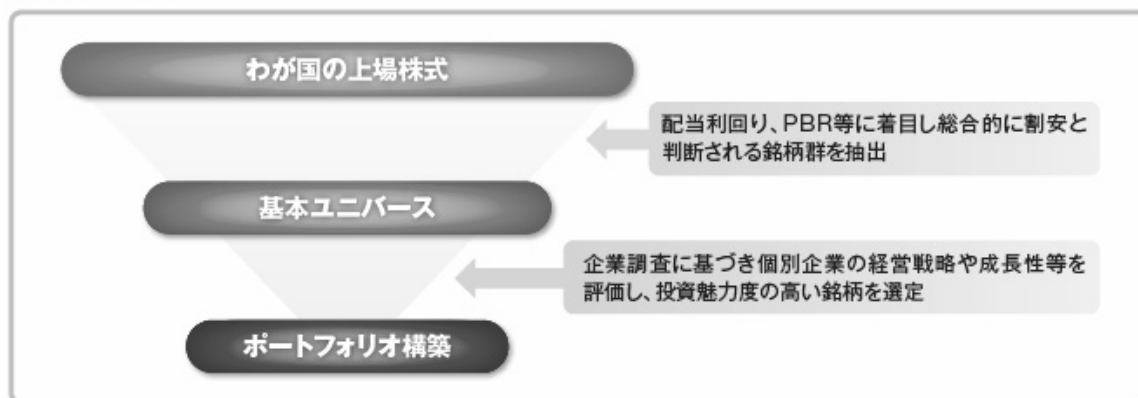 わが国の上場株式
配当利回り、PBR等に着目し総合的に割安と
判断される銘柄群を抽出
基本ユニバース
企業調査に基づき個別企業の経営戦略や成長性等を
評価し、投資魅力度の高い銘柄を選定
ポートフォリオ構築